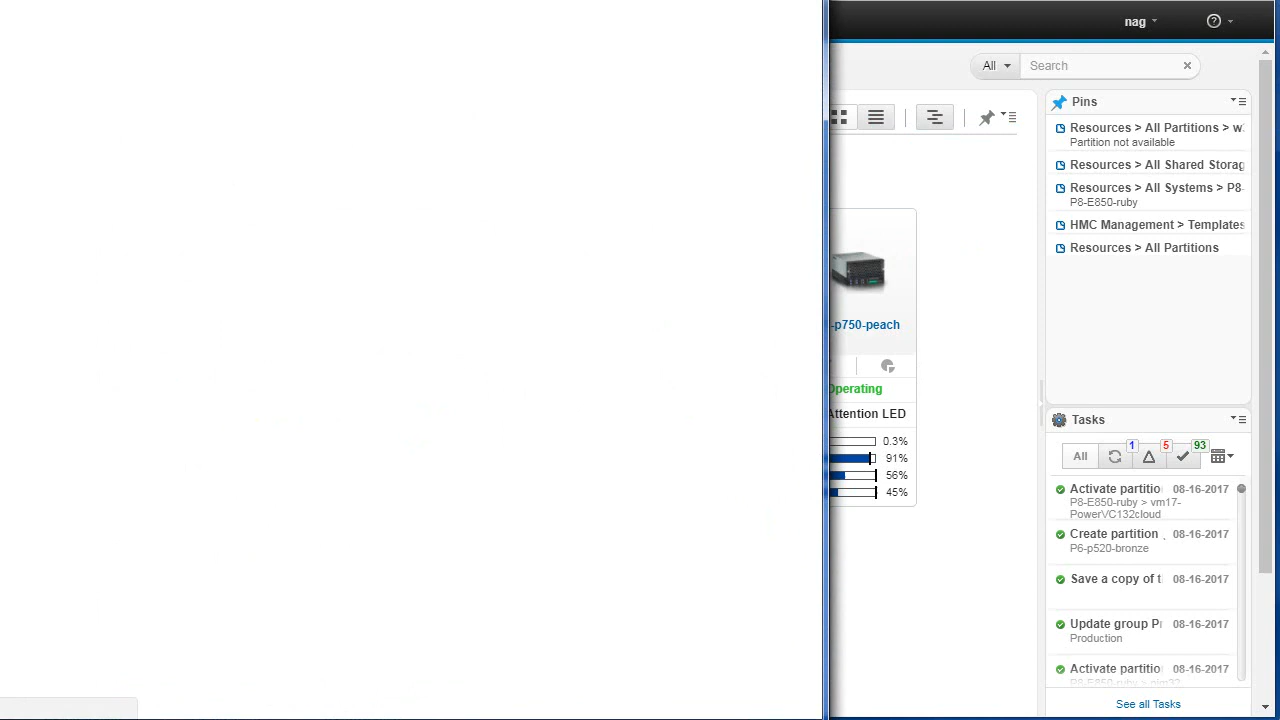 nag
All
Search
Pins
Resources > All Partitions > w
Partition not available
Resources > All Shared Storag
Resources > All Systems > P8-
P8-E850-ruby
HMC Management > Templates
Resources > All Partitions
-p750-peach
Operating
Attention LED
0.3%
91%
56%
45%
Tasks
All
1
5
93
Activate partitio 08-16-2017
P8-E850-ruby > vm17-
PowerVC132cloud
Create partition 08-16-2017
P6-p520-bronze
Save a copy of t 08-16-2017
Update group P 08-16-2017
Production
Activate partitio 08-16-2017
P8-E850-ruby > nim32
See all Tasks